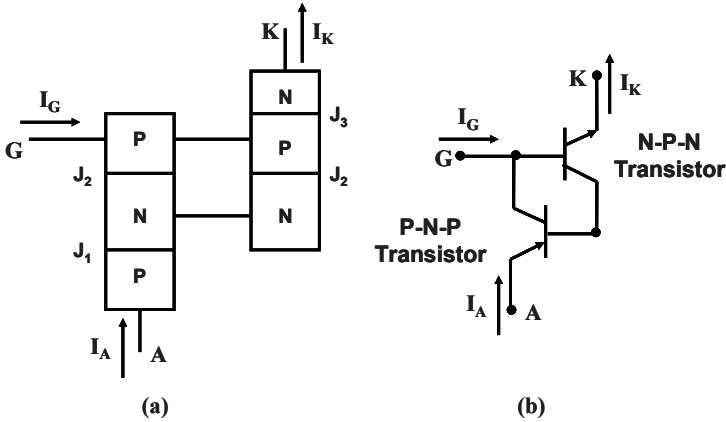 K
I_K
N
J_3
I_G
G
P
P
J_2
J_2
N
N
J_1
P
I_A
A
(a)
K
I_K
I_G
G
N-P-N
Transistor
P-N-P
Transistor
I_A
A
(b)